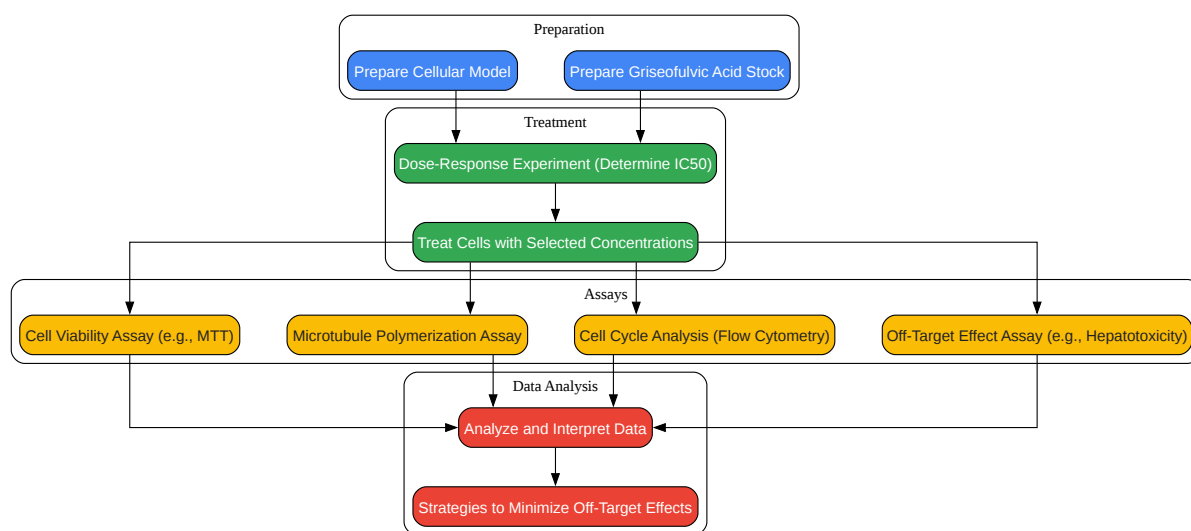 Preparation
Prepare Cellular Model
Prepare Griseofulvic Acid Stock
Treatment
Dose-Response Experiment (Determine IC50)
Treat Cells with Selected Concentrations
Assays
Cell Viability Assay (e.g., MTT)
Microtubule Polymerization Assay
Cell Cycle Analysis (Flow Cytometry)
Off-Target Effect Assay (e.g., Hepatotoxicity)
Data Analysis
Analyze and Interpret Data
Strategies to Minimize Off-Target Effects